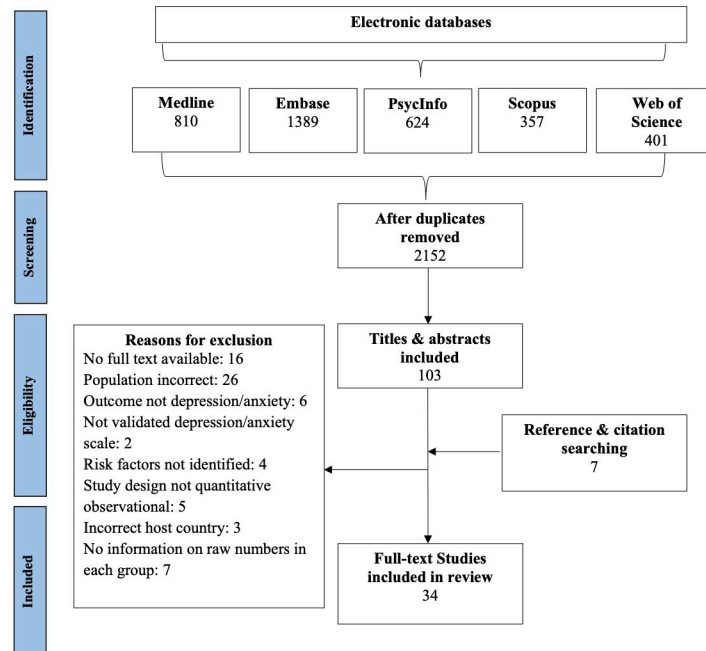 Electronic databases
Identification
Medline
810
Embase
1389
PsycInfo
624
Scopus
357
Web of
Science
401
Screening
After duplicates
removed
2152
Eligibility
Titles & abstracts
included
103
Reasons for exclusion
No full text available: 16
Population incorrect: 26
Outcome not depression/anxiety: 6
Not validated depression/anxiety
scale: 2
Risk factors not identified: 4
Study design not quantitative
observational: 5
Incorrect host country: 3
No information on raw numbers in
each group: 7
Reference & citation
searching
7
Included
Full-text Studies
included in review
34